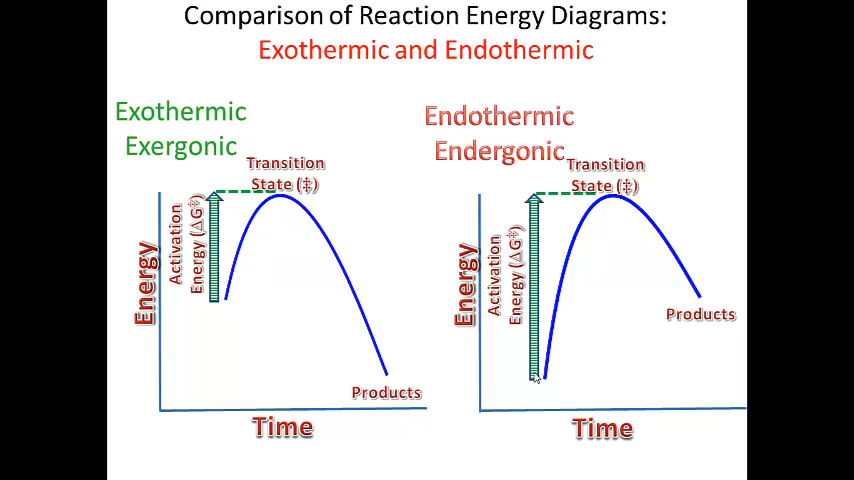 Comparison of Reaction Energy Diagrams:
Exothermic and Endothermic
Exothermic
Exergonic
Transition
State (‡)
Activation
Energy (ΔG‡)
Energy
Products
Time
Endothermic
Endergonic
Transition
State (‡)
Activation
Energy (ΔG‡)
Energy
Products
Time